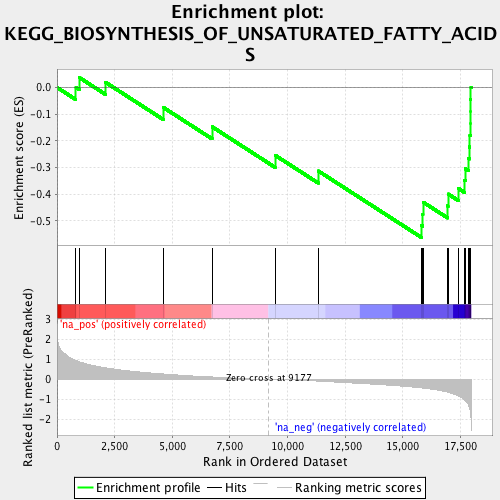 Enrichment plot:
KEGG_BIOSYNTHESIS_OF_UNSATURATED_FATTY_ACID
S
Enrichment score (ES)
0.0
-0.1
-0.2
-0.3
-0.4
-0.5
'na_pos' (positively correlated)
Ranked list metric (PreRanked)
3
2
1
0
-1
-2
Zero cross at 9177
'na_neg' (negatively correlated)
0 2,500 5,000 7,500 10,000 12,500 15,000 17,500
Rank in Ordered Dataset
Enrichment profile Hits Ranking metric scores